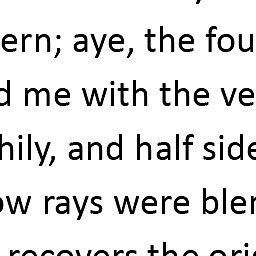 ern; aye, the fou
d me with the ve
hily, and half side
ow rays were bler
recovers the orig